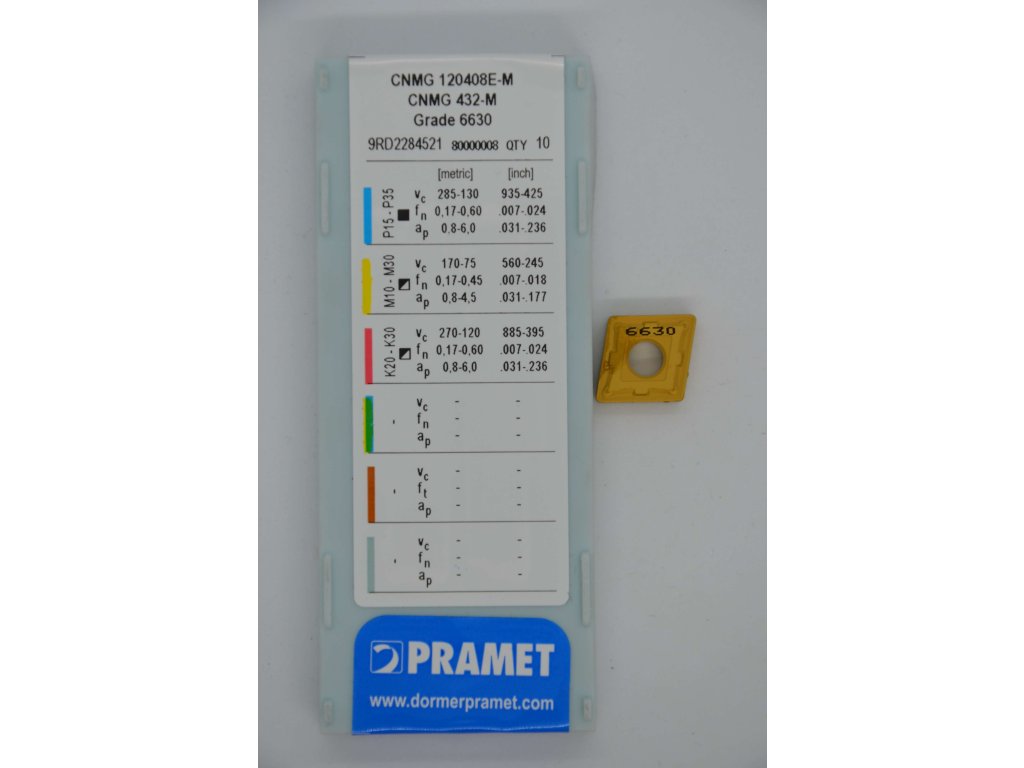 CNMG 120408E-M
CNMG 432-M
Grade 6630
9RD2284521 80000008 QTY 10
[metric] [inch]
P15 - P35
vc 285-130 935-425
fn 0,17-0,60 .007-.024
ap 0,8-6,0 .031-.236
M10 - M30
vc 170-75 560-245
fn 0,17-0,45 .007-.018
ap 0,8-4,5 .031-.177
K20 - K30
vc 270-120 885-395
fn 0,17-0,60 .007-.024
ap 0,8-6,0 .031-.236
vc - -
fn - -
ap - -
vc - -
ft - -
ap - -
vc - -
fn - -
ap - -
PRAMET
www.dormerpramet.com
6630